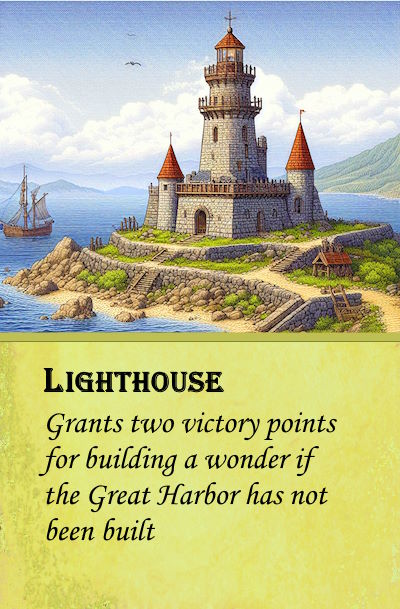 Lighthouse
Grants two victory points
for building a wonder if
the Great Harbor has not
been built